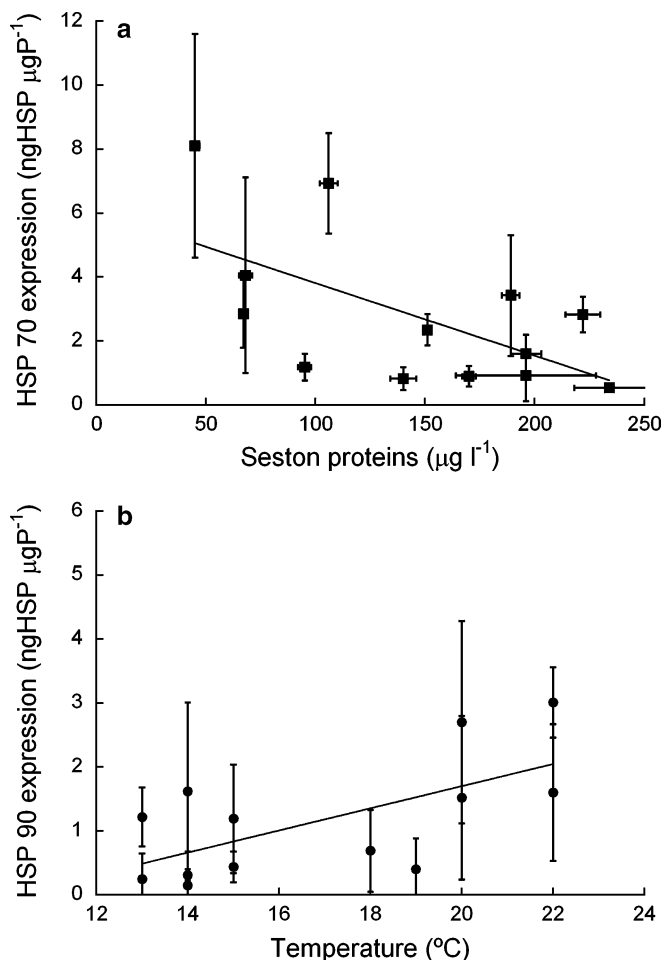 a
12
10
8
6
4
2
0
HSP 70 expression (ngHSP μgP⁻¹)
0 50 100 150 200 250
Seston proteins (μg l⁻¹)
b
6
5
4
3
2
1
0
HSP 90 expression (ngHSP μgP⁻¹)
12 14 16 18 20 22 24
Temperature (ºC)